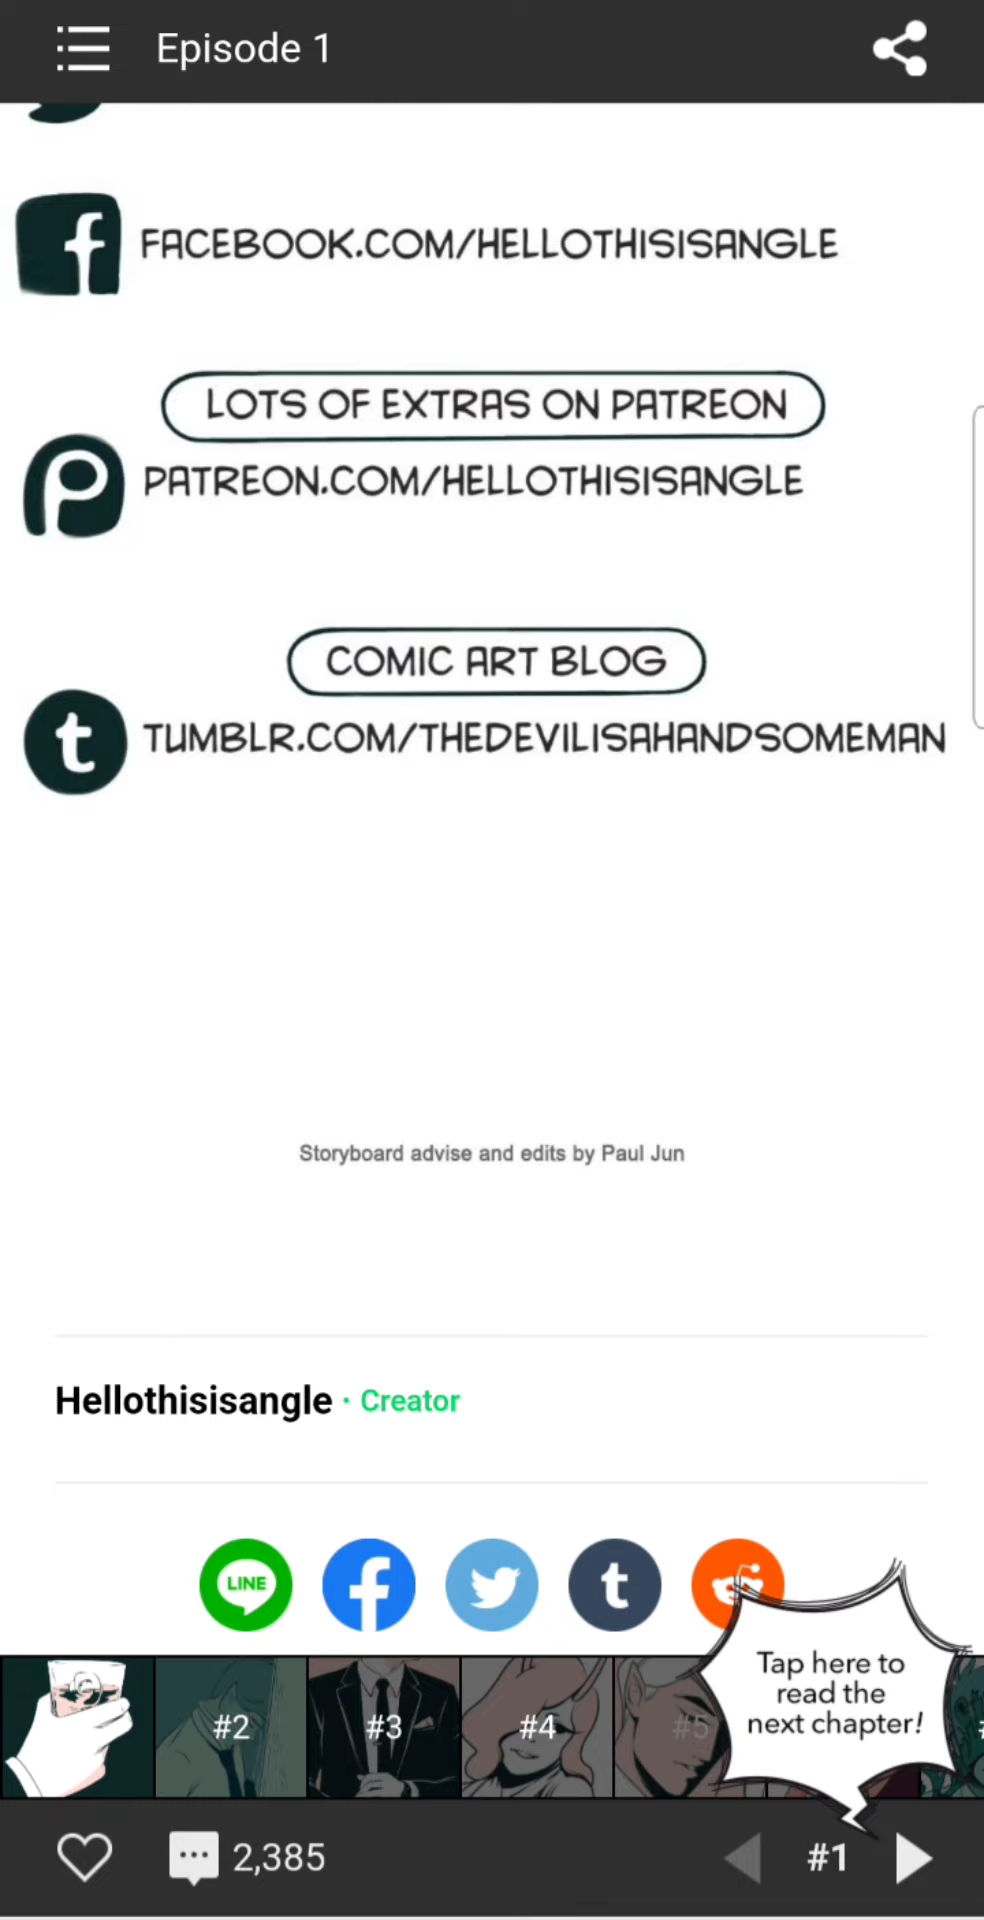 Episode 1
f
FACEBOOK.COM/HELLOTHISISANGLE
LOTS OF EXTRAS ON PATREON
P
PATREON.COM/HELLOTHISISANGLE
COMIC ART BLOG
t
TUMBLR.COM/THEDEVILISAHANDSOMEMAN
Storyboard advise and edits by Paul Jun
Hellothisisangle · Creator
LINE
f
t
#2
#3
#4
#5
Tap here to
read the
next chapter!
2,385
#1